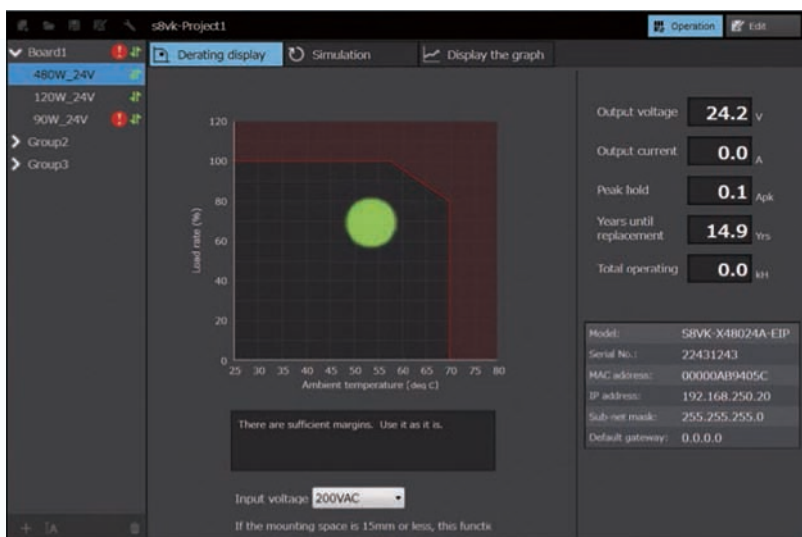 s8vk-Project1
Operation
Edit
Board1
480W_24V
120W_24V
90W_24V
Group2
Group3
Derating display
Simulation
Display the graph
120
100
80
60
40
20
0
Load rate (%)
25 30 35 40 45 50 55 60 65 70 75 80
Ambient temperature [deg C]
There are sufficient margins. Use it as it is.
Input voltage 200VAC
If the mounting space is 15mm or less, this functi
Output voltage 24.2 V
Output current 0.0 A
Peak hold 0.1 Apk
Years until replacement 14.9 Yrs
Total operating 0.0 kH
Model: S8VK-X48024A-EIP
Serial No.: 22431243
MAC address: 00000AB9405C
IP address: 192.168.250.20
Sub-net mask: 255.255.255.0
Default gateway: 0.0.0.0